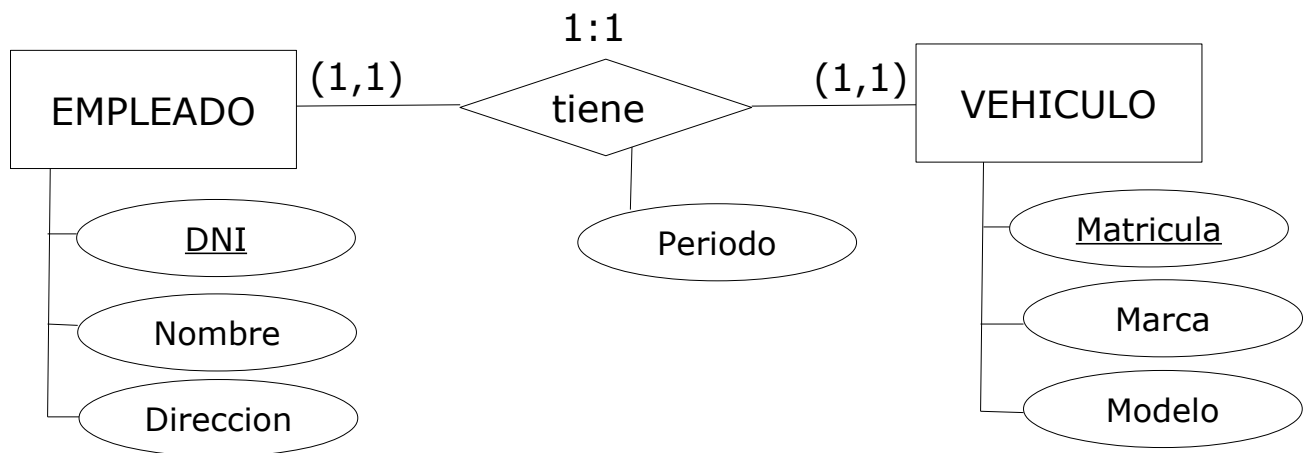 1:1
EMPLEADO
(1,1)
tiene
(1,1)
VEHICULO
DNI
Nombre
Direccion
Periodo
Matricula
Marca
Modelo